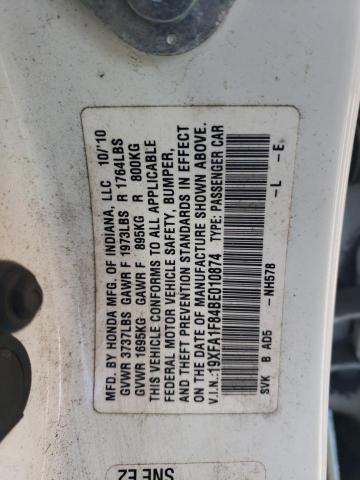 MFD. BY HONDA MFG. OF INDIANA, LLC 10/'10
GVWR 3737LBS GAWR F 1973LBS R 1764LBS
GVWR 1695KG GAWR F 895KG R 800KG
THIS VEHICLE CONFORMS TO ALL APPLICABLE
FEDERAL MOTOR VEHICLE SAFETY, BUMPER,
AND THEFT PREVENTION STANDARDS IN EFFECT
ON THE DATE OF MANUFACTURE SHOWN ABOVE.
V.I.N.:19XFA1F84BE010874 TYPE: PASSENGER CAR
SVK B AD5 -NH578 -L -E-
SNE E2